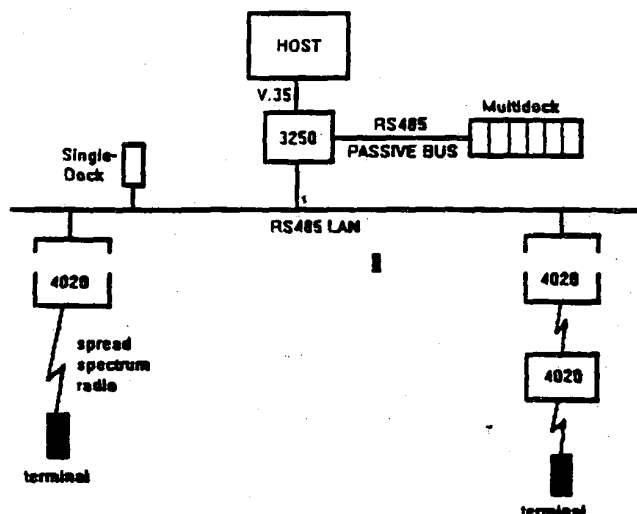 HOST
V.35
Multidock
3250
RS485
PASSIVE BUS
Single-
Dock
RS485 LAN
4020
4020
spread
spectrum
radio
4020
terminal
terminal